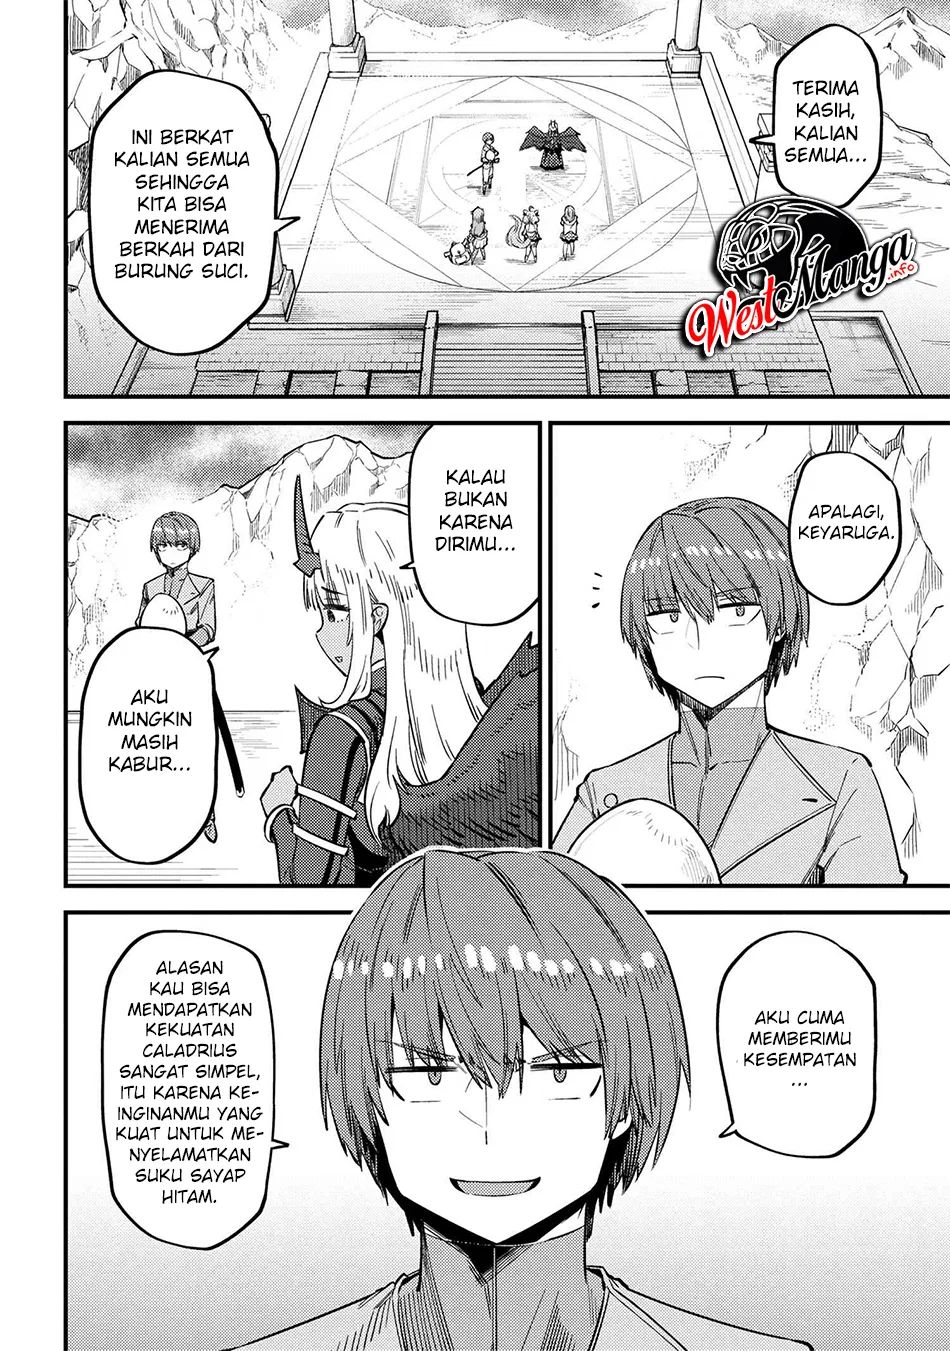 TERIMA
KASIH,
KALIAN
SEMUA...
INI BERKAT
KALIAN SEMUA
SEHINGGA
KITA BISA
MENERIMA
BERKAH DARI
BURUNG SUCI.
WestManga
.info
APALAGI,
KEYARUGA.
KALAU
BUKAN
KARENA
DIRIMU...
AKU
MUNGKIN
MASIH
KABUR...
AKU CUMA
MEMBERIMU
KESEMPATAN
...
ALASAN
KAU BISA
MENDAPATKAN
KEKUATAN
CALADRIUS
SANGAT SIMPEL,
ITU KARENA KE-
INGINANMU YANG
KUAT UNTUK ME-
NYELAMATKAN
SUKU SAYAP
HITAM.